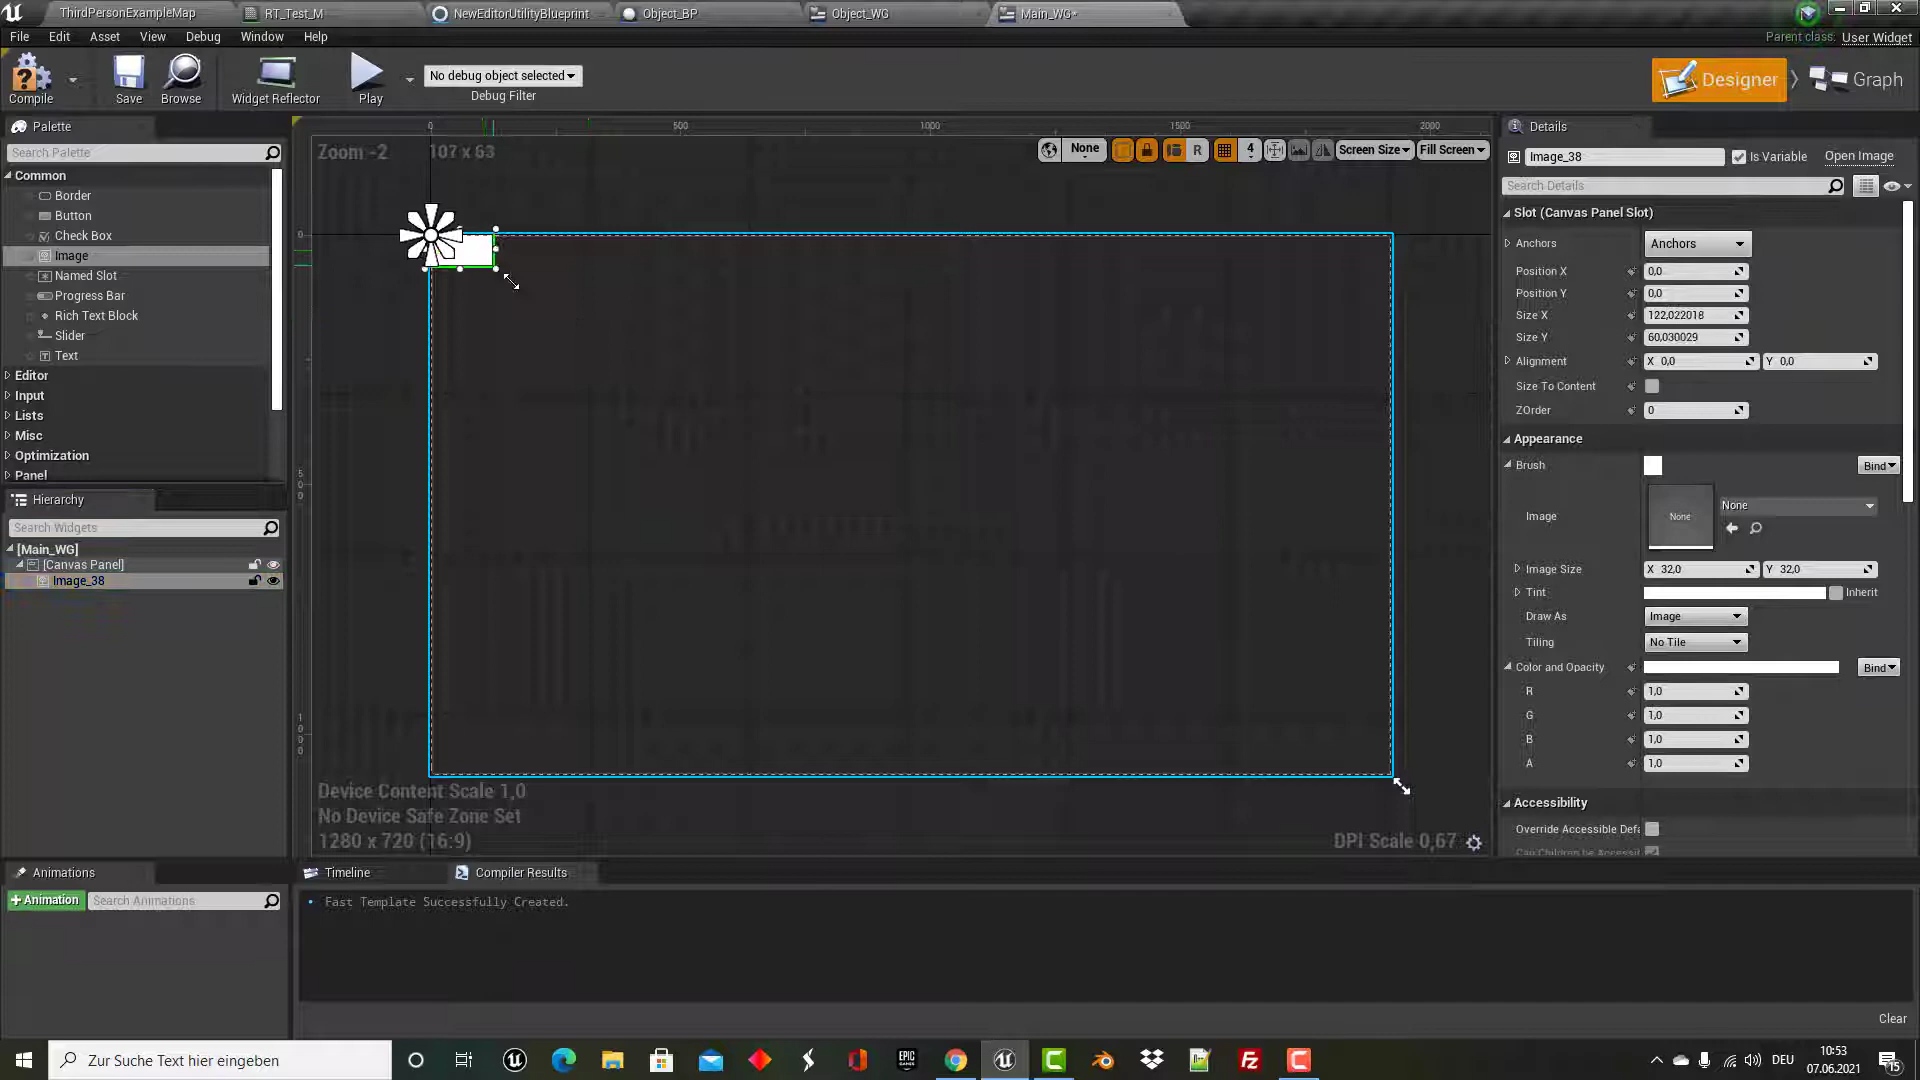 ThirdPersonExampleMap
RT_Test_M
NewEditorUtilityBlueprint
Object_BP
Object_WG
Main_WG*
File Edit Asset View Debug Window Help
Parent class: User Widget
Compile
Save
Browse
Widget Reflector
Play
No debug object selected
Debug Filter
Designer
Graph
Palette
Search Palette
Common
Border
Button
Check Box
Image
Named Slot
Progress Bar
Rich Text Block
Slider
Text
Editor
Input
Lists
Misc
Optimization
Panel
Hierarchy
Search Widgets
[Main_WG]
[Canvas Panel]
Image_38
0 500 1000 1500 2000
Zoom -2
107 x 63
None
R
4
Screen Size
Fill Screen
0
500
1000
Device Content Scale 1,0
No Device Safe Zone Set
1280 x 720 (16:9)
DPI Scale 0,67
Details
Image_38
Is Variable
Open Image
Search Details
Slot (Canvas Panel Slot)
Anchors
Anchors
Position X 0,0
Position Y 0,0
Size X 122,022018
Size Y 60,030029
Alignment X 0,0 Y 0,0
Size To Content
ZOrder 0
Appearance
Brush
Bind
Image
None
None
Image Size X 32,0 Y 32,0
Tint
Inherit
Draw As Image
Tiling No Tile
Color and Opacity
Bind
R 1,0
G 1,0
B 1,0
A 1,0
Accessibility
Override Accessible Defa
Can Children be Accessi
Animations
+Animation
Search Animations
Timeline
Compiler Results
Fast Template Successfully Created.
Clear
Zur Suche Text hier eingeben
EPIC
DEU
10:53
07.06.2021
15